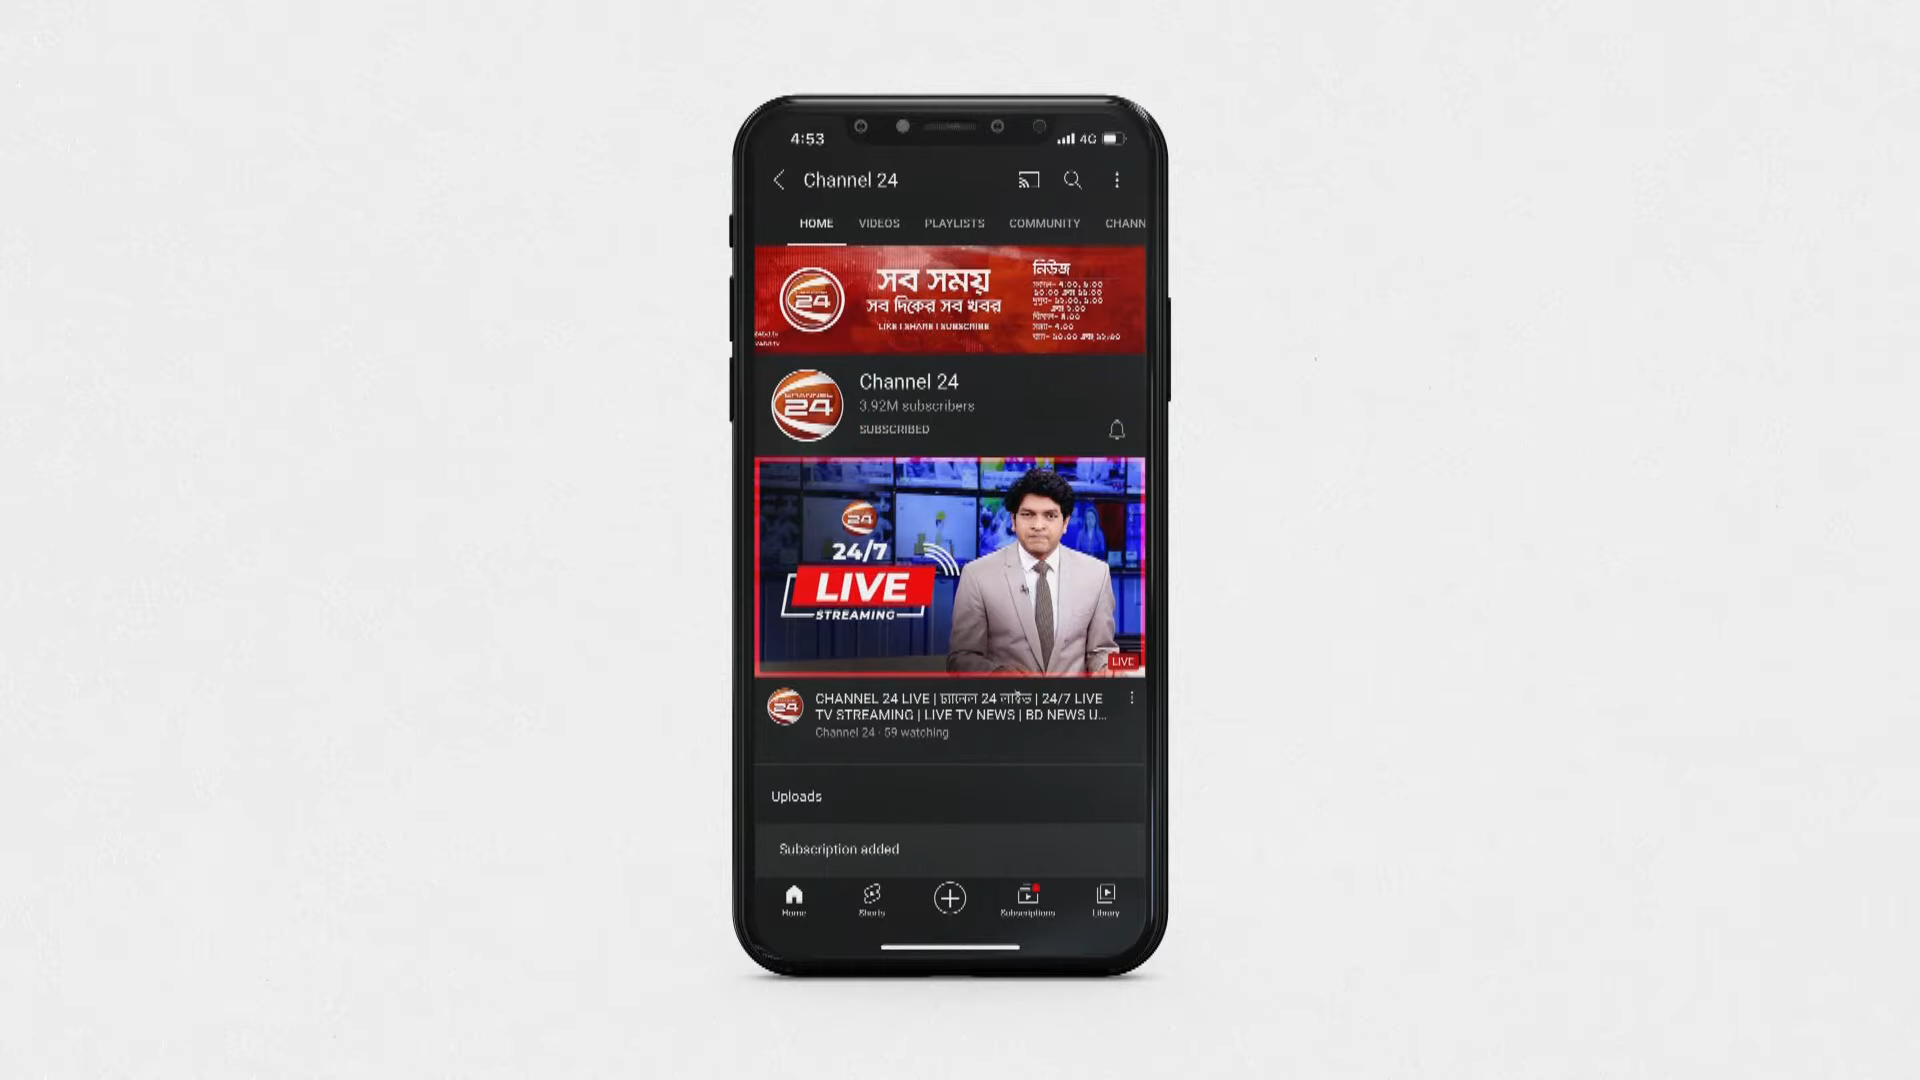 4:53
4G
Channel 24
HOME VIDEOS PLAYLISTS COMMUNITY CHANN
24
সব সময়
সব দিকের সব খবর
LIKE | SHARE | SUBSCRIBE
নিউজ
CHANNEL
24
Channel 24
3.92M subscribers
SUBSCRIBED
24
24/7
LIVE
STREAMING
LIVE
24
CHANNEL 24 LIVE | চ্যানেল 24 লাইভ | 24/7 LIVE
TV STREAMING | LIVE TV NEWS | BD NEWS U...
Channel 24 · 59 watching
Uploads
Subscription added
Home Shorts Subscriptions Library